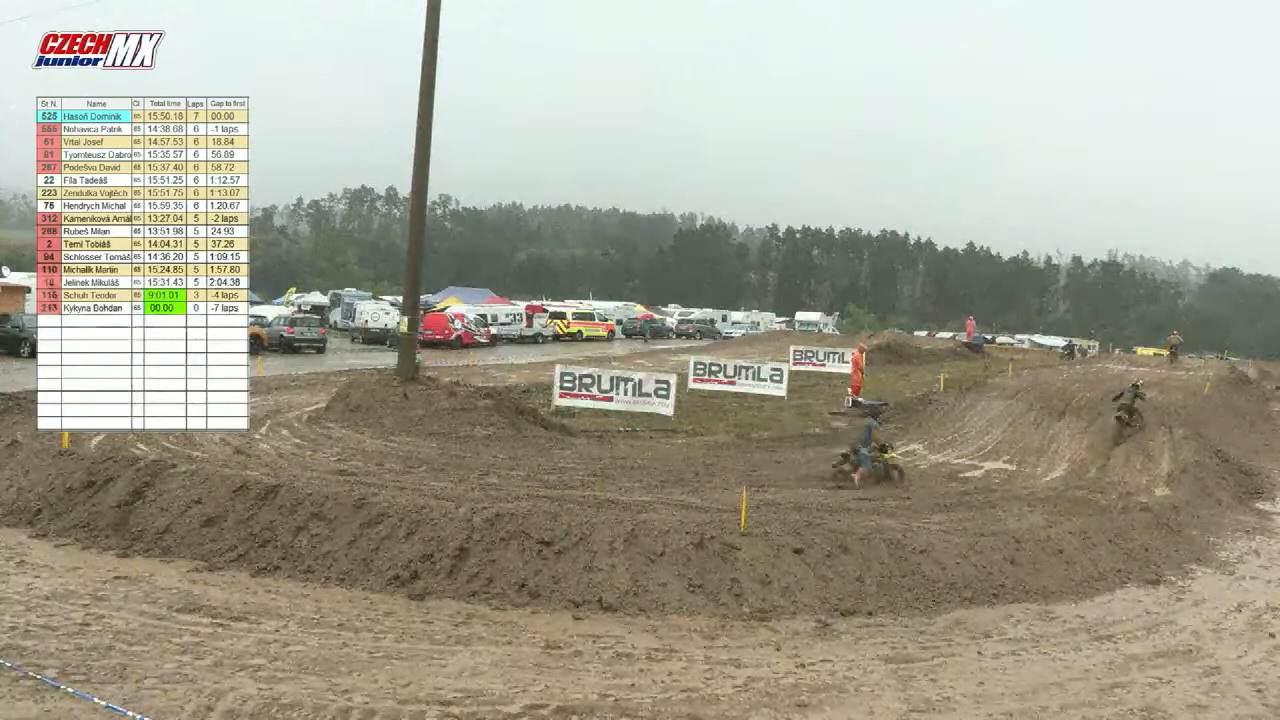 CZECH MX
junior
St.N. Name Cl Total time Laps Gap to first
525 Hasoň Dominik 65 15:50.18 7 00.00
555 Nohavica Patrik 65 14:38.68 6 -1 laps
61 Vrtal Josef 65 14:57.53 6 18.84
81 Tyomteusz Dabro 65 15:35.57 6 56.89
267 Podešva David 65 15:37.40 6 58.72
22 Fila Tadeáš 65 15:51.25 6 1:12.57
223 Zendulka Vojtěch 65 15:51.75 6 1:13.07
75 Hendrych Michal 65 15:59.35 6 1:20.67
312 Kameníková Amál 65 13:27.04 5 -2 laps
268 Rubeš Milan 65 13:51.98 5 24.93
2 Teml Tobiáš 65 14:04.31 5 37.26
94 Schlosser Tomáš 65 14:36.20 5 1:09.15
110 Michalík Martin 65 15:24.85 5 1:57.80
Jelínek Mikuláš 65 15:31.43 5 2:04.38
Schuh Teodor 65 9:01.01 3 -4 laps
Kykyna Bohdan 65 00.00 0 -7 laps
BRUMLA BRUMLA BRUML